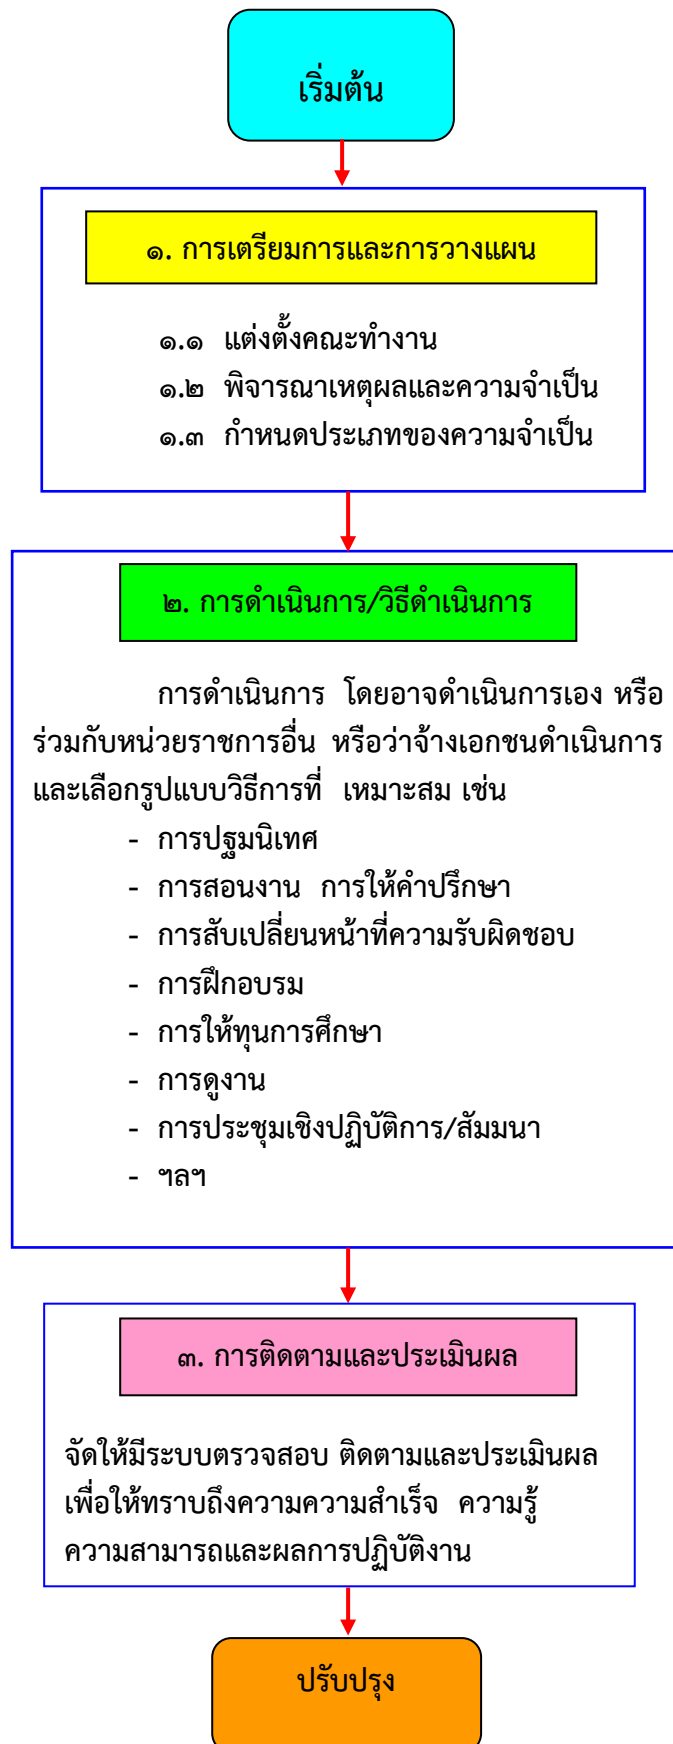 เริ่มต้น
๑. การเตรียมการและการวางแผน
๑.๑ แต่งตั้งคณะทำงาน
๑.๒ พิจารณาเหตุผลและความจำเป็น
๑.๓ กำหนดประเภทของความจำเป็น
๒. การดำเนินการ/วิธีดำเนินการ
การดำเนินการ โดยอาจดำเนินการเอง หรือ
ร่วมกับหน่วยราชการอื่น หรือว่าจ้างเอกชนดำเนินการ
และเลือกรูปแบบวิธีการที่ เหมาะสม เช่น
- การปฐมนิเทศ
- การสอนงาน การให้คำปรึกษา
- การสับเปลี่ยนหน้าที่ความรับผิดชอบ
- การฝึกอบรม
- การให้ทุนการศึกษา
- การดูงาน
- การประชุมเชิงปฏิบัติการ/สัมมนา
- ฯลฯ
๓. การติดตามและประเมินผล
จัดให้มีระบบตรวจสอบ ติดตามและประเมินผล
เพื่อให้ทราบถึงความความสำเร็จ ความรู้
ความสามารถและผลการปฏิบัติงาน
ปรับปรุง